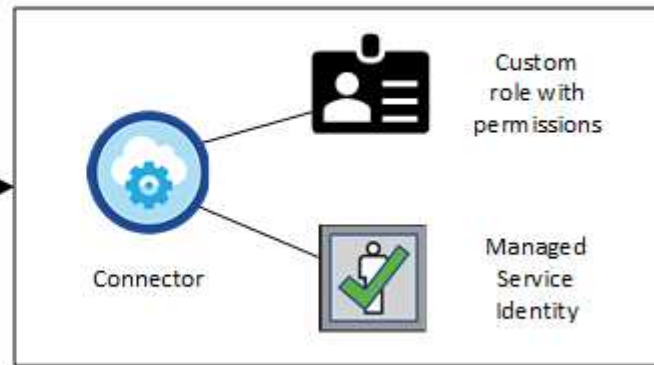 Custom
role with
permissions
Connector
Managed
Service
Identity